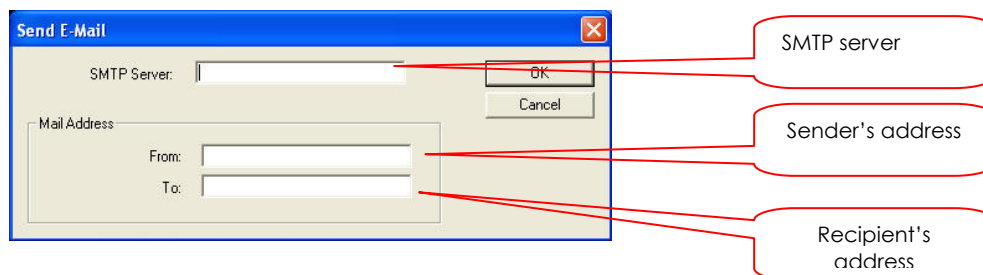 Send E-Mail
SMTP Server:
OK
Cancel
Mail Address
From:
To:
SMTP server
Sender's address
Recipient's
address